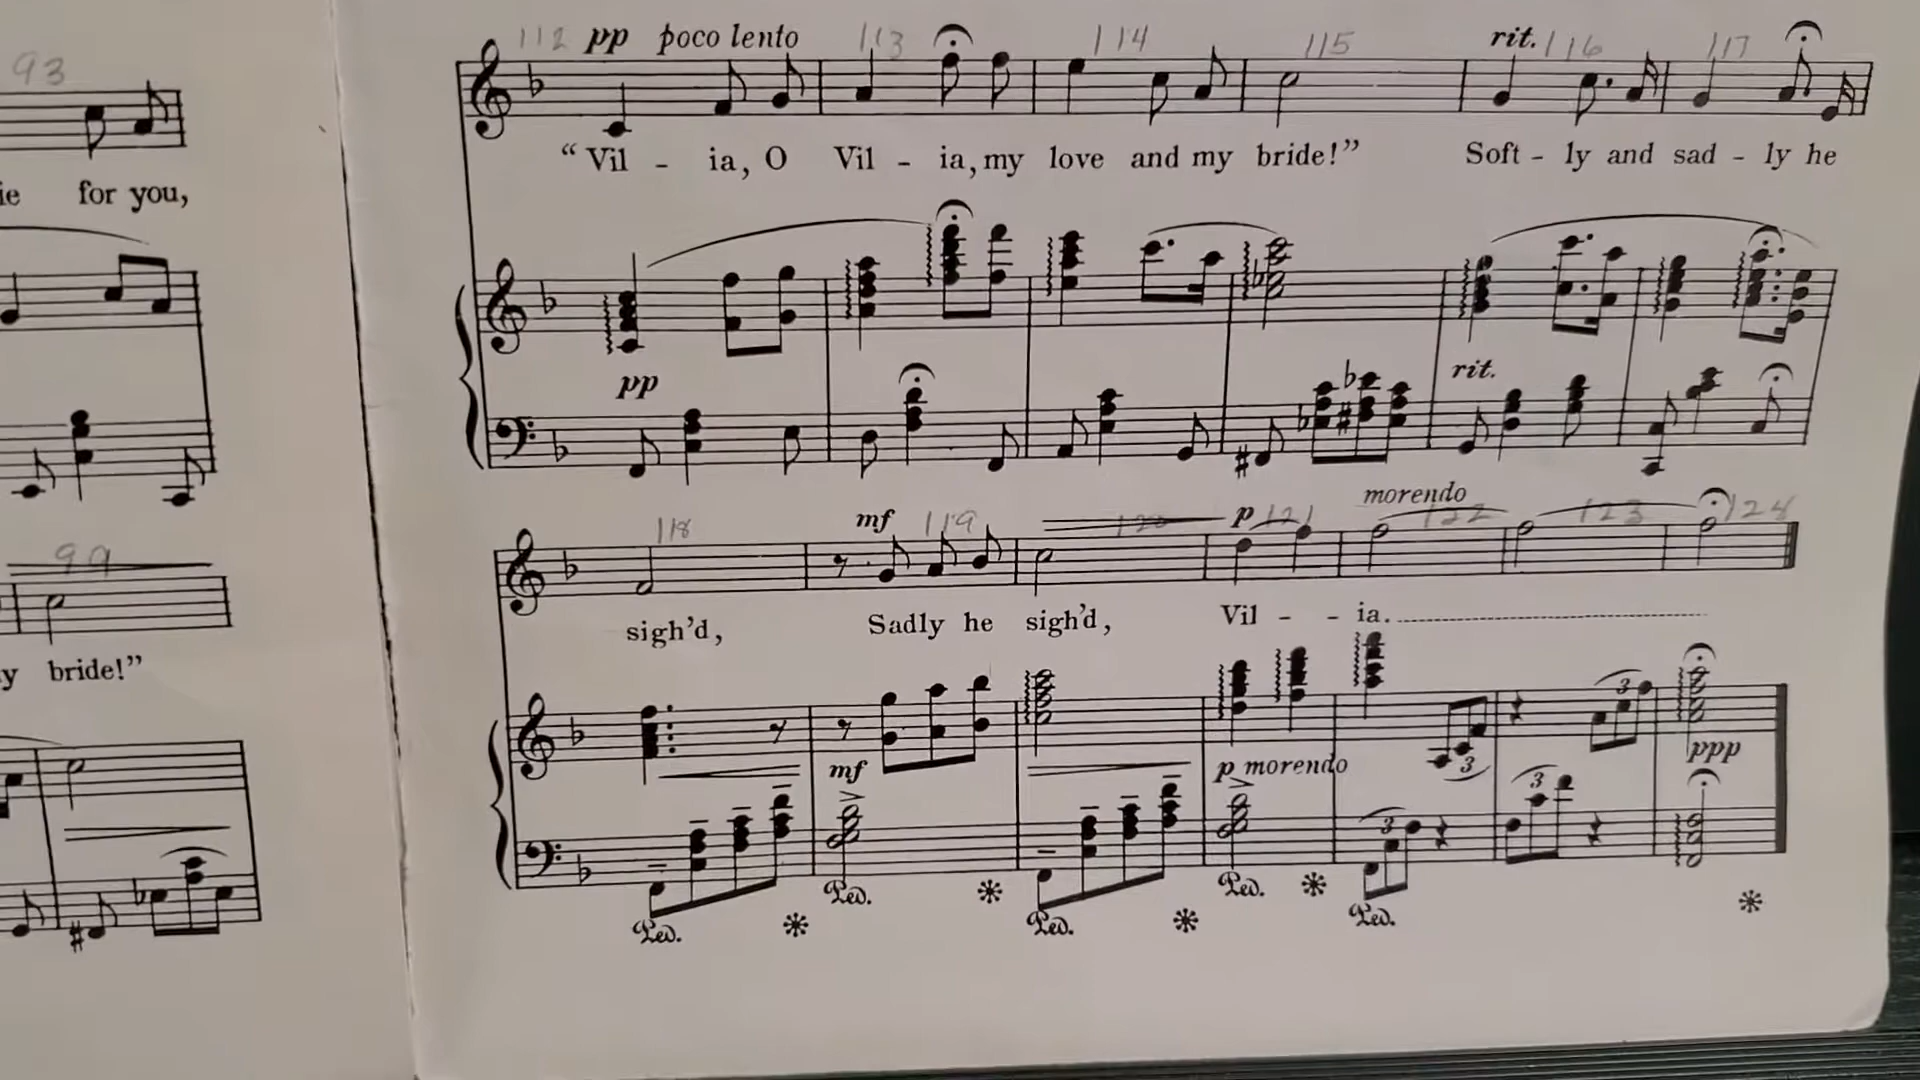 93
ie for you,
99
y bride!”
112 pp poco lento 113 114 115 rit. 116 117
“Vil - ia, O Vil - ia, my love and my bride!” Soft - ly and sad - ly he
pp rit.
118 mf 119 120 p 121 morendo 122 123 124
sigh’d, Sadly he sigh’d, Vil - - ia.
3
mf p morendo 3 ppp
3 3
Ped. * Ped. * Ped. * Ped. * Ped. *